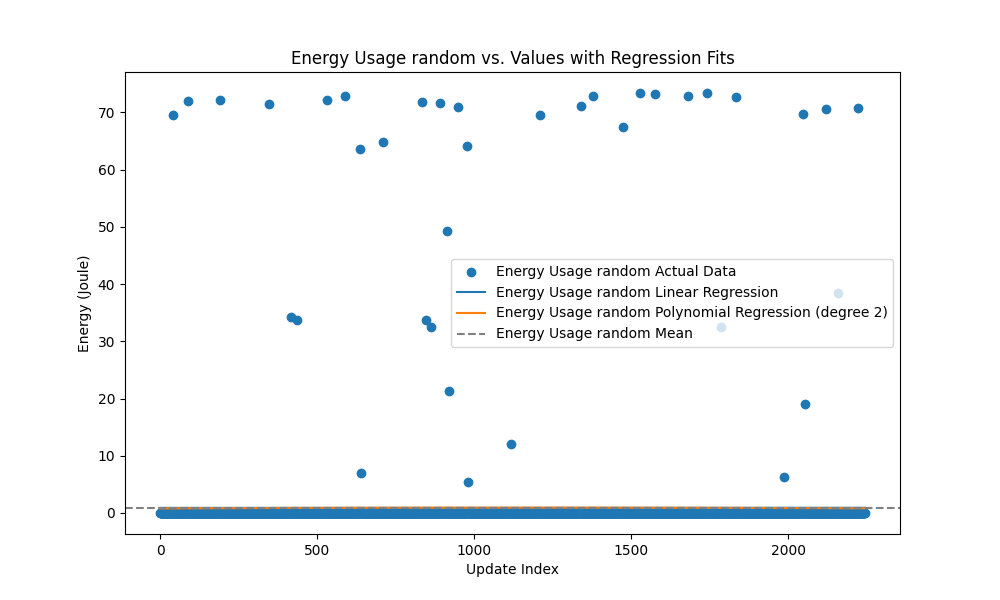 Energy Usage random vs. Values with Regression Fits
70
60
50
40
30
20
10
0
Energy (Joule)
Energy Usage random Actual Data
Energy Usage random Linear Regression
Energy Usage random Polynomial Regression (degree 2)
Energy Usage random Mean
0 500 1000 1500 2000
Update Index